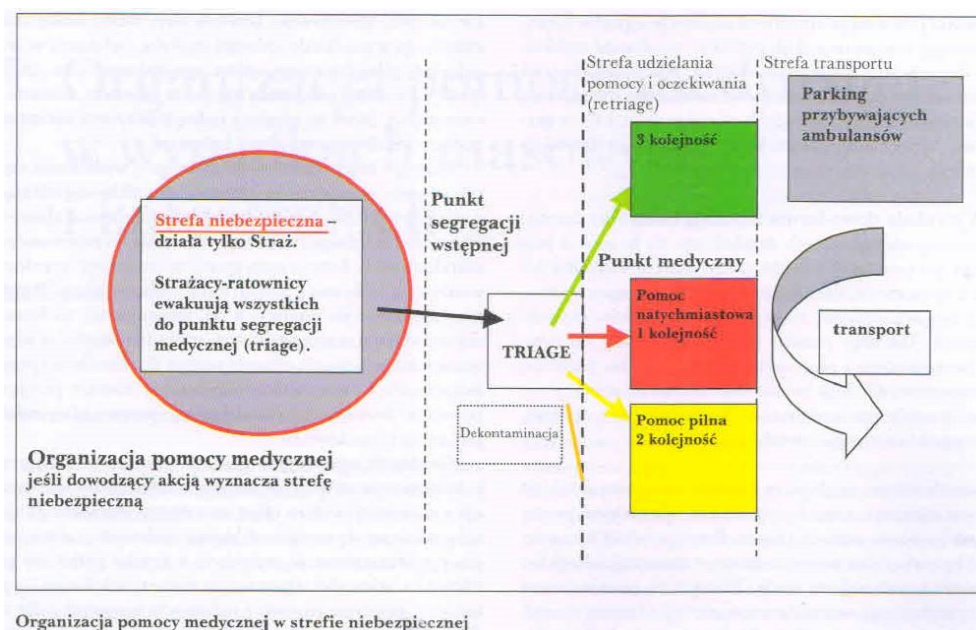 Strefa udzielania
pomocy i oczekiwania
(retriage)
Strefa transportu
Parking
przybywających
ambulansów
3 kolejność
Punkt
segregacji
wstępnej
Strefa niebezpieczna –
działa tylko Straż.
Strażacy-ratownicy
ewakuują wszystkich
do punktu segregacji
medycznej (triage).
Punkt medyczny
Pomoc
natychmiastowa
1 kolejność
TRIAGE
transport
Pomoc pilna
2 kolejność
Dekontaminacja
Organizacja pomocy medycznej
jeśli dowodzący akcją wyznacza strefę
niebezpieczną
Organizacja pomocy medycznej w strefie niebezpiecznej